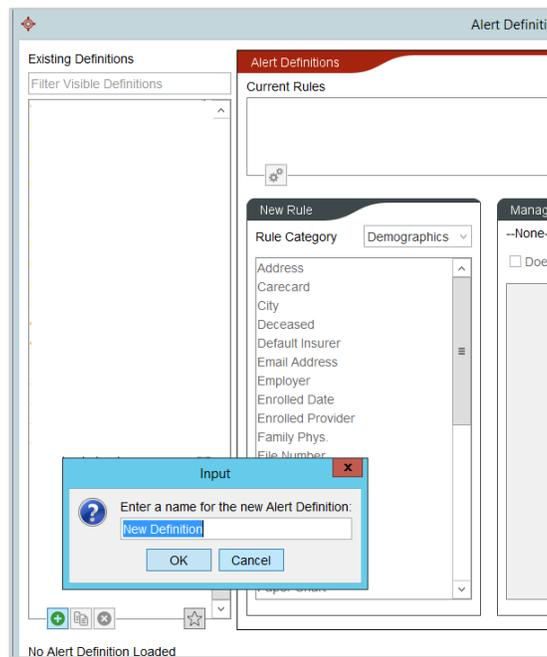 Alert Definiti
Existing Definitions
Filter Visible Definitions
Alert Definitions
Current Rules
New Rule
Rule Category
Demographics
Address
Carecard
City
Deceased
Default Insurer
Email Address
Employer
Enrolled Date
Enrolled Provider
Family Phys.
File Number
Manag
--None-
Doe
Input
x
Enter a name for the new Alert Definition:
New Definition
OK
Cancel
Paper Chart
No Alert Definition Loaded